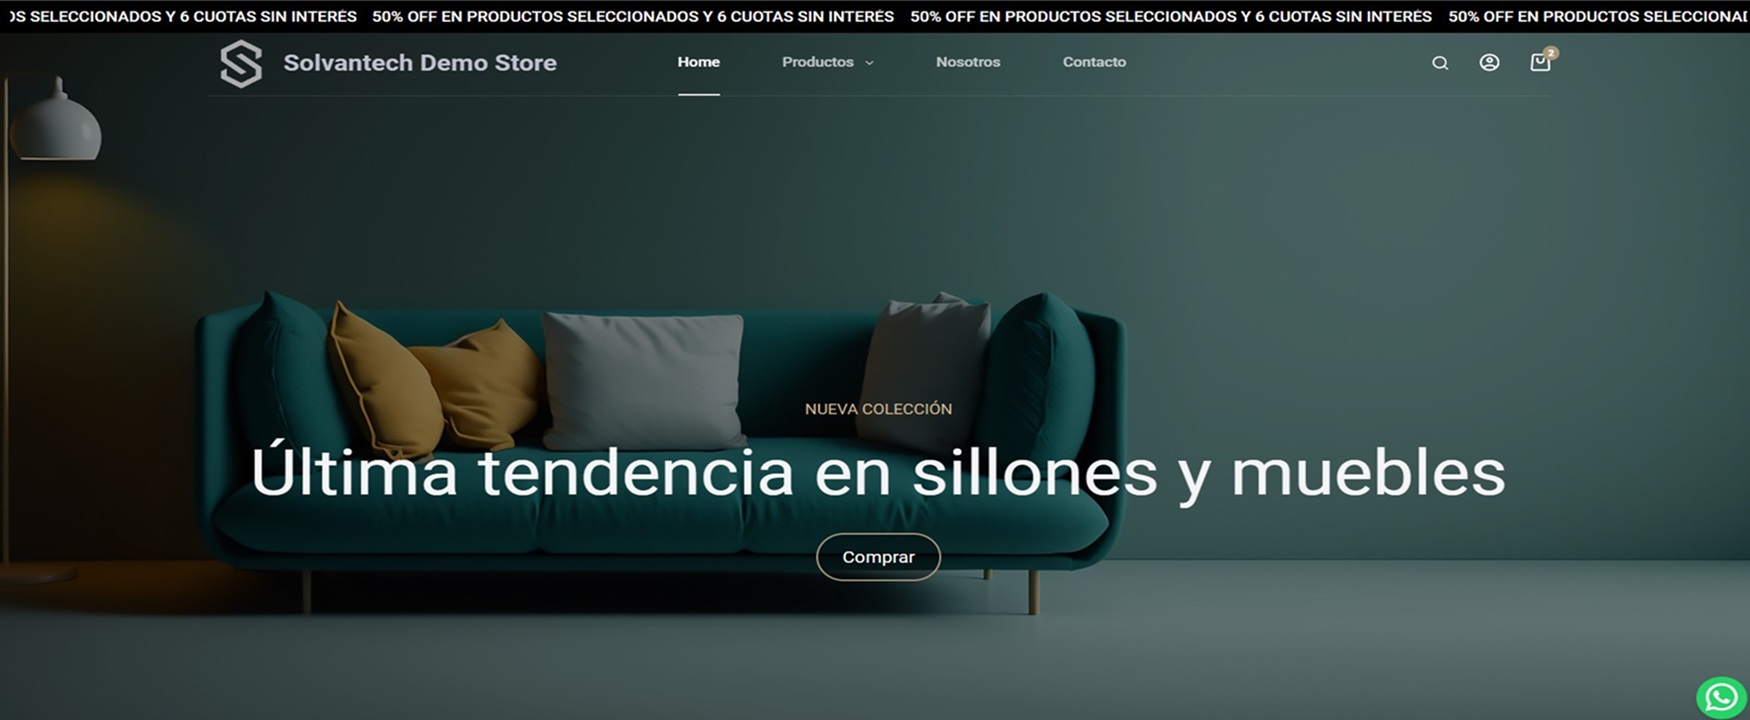 OS SELECCIONADOS Y 6 CUOTAS SIN INTERÉS 50% OFF EN PRODUCTOS SELECCIONADOS Y 6 CUOTAS SIN INTERÉS 50% OFF EN PRODUCTOS SELECCIONADOS Y 6 CUOTAS SIN INTERÉS 50% OFF EN PRODUCTOS SELECCIONA
Solvantech Demo Store Home Productos Nosotros Contacto 2
NUEVA COLECCIÓN
Última tendencia en sillones y muebles
Comprar